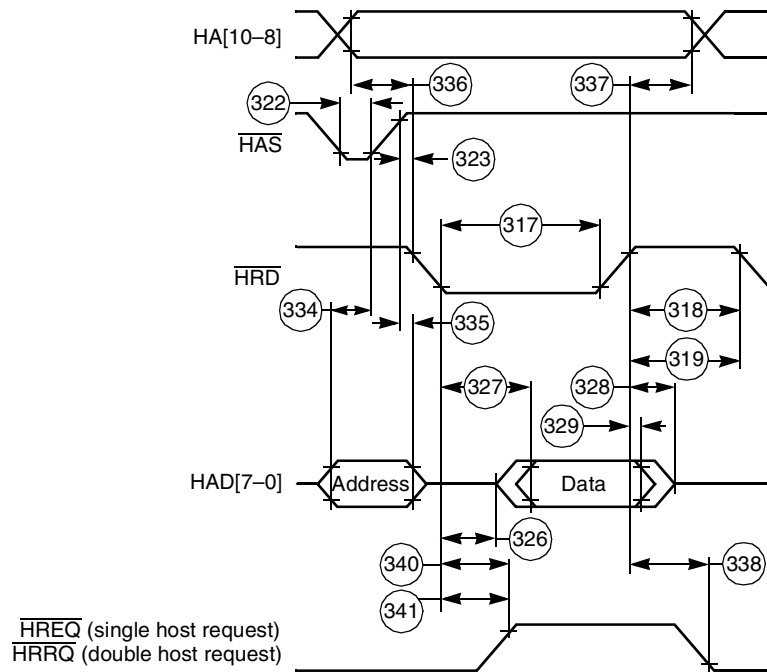 HA[10–8]
336
337
322
HAS
323
317
HRD
334
335
318
319
327
328
329
HAD[7–0]
Address
Data
326
340
338
341
HREQ (single host request)
HRRQ (double host request)